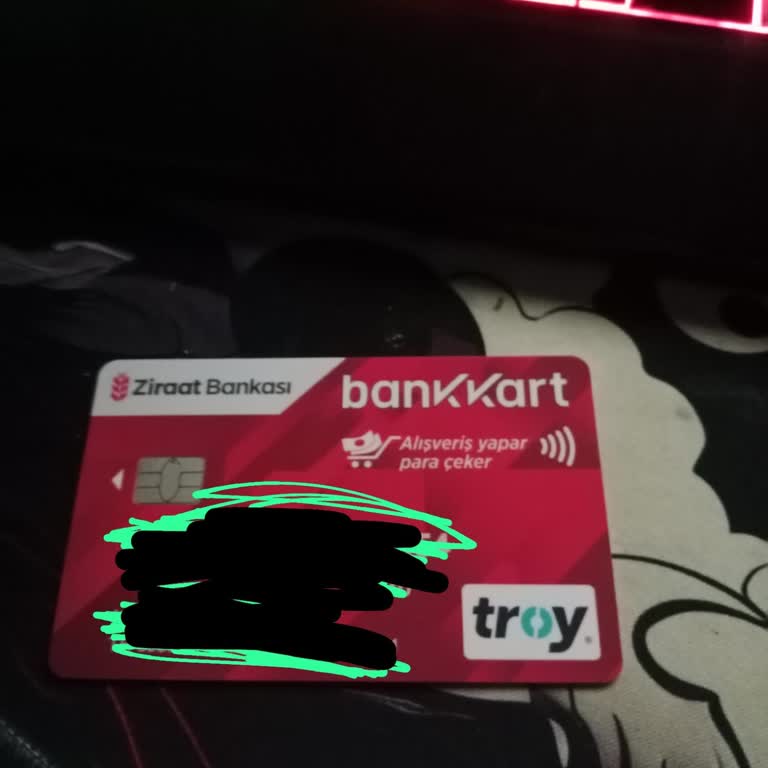 Ziraat Bankası
bankkart
Alışveriş yapar
para çeker
troy